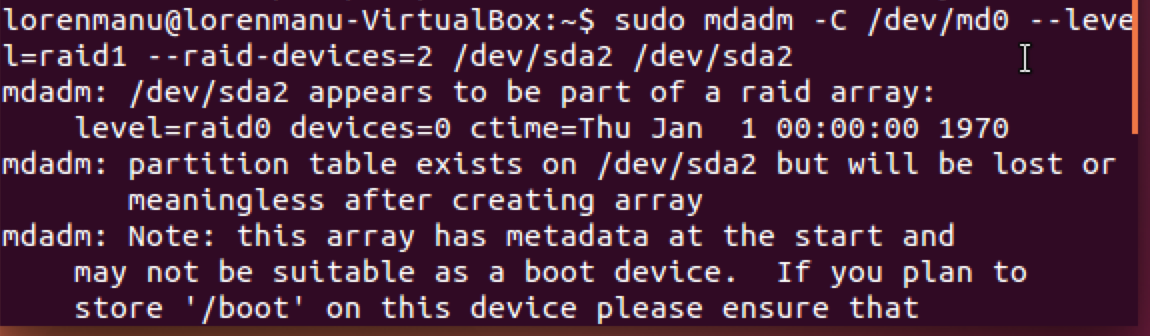 lorenmanu@lorenmanu-VirtualBox:~$ sudo mdadm -C /dev/md0 --leve
l=raid1 --raid-devices=2 /dev/sda2 /dev/sda2
mdadm: /dev/sda2 appears to be part of a raid array:
    level=raid0 devices=0 ctime=Thu Jan  1 00:00:00 1970
mdadm: partition table exists on /dev/sda2 but will be lost or
       meaningless after creating array
mdadm: Note: this array has metadata at the start and
    may not be suitable as a boot device.  If you plan to
    store '/boot' on this device please ensure that